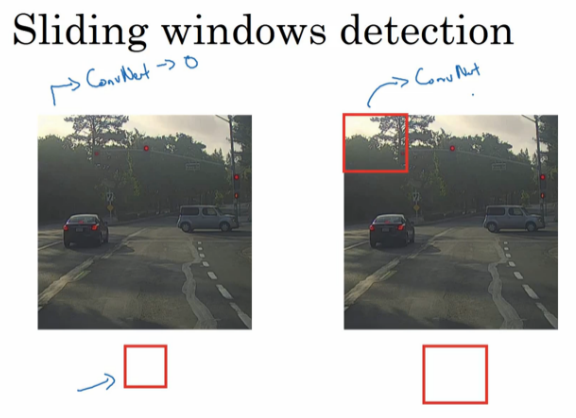 Sliding windows detection
ConvNet → 0
ConvNet